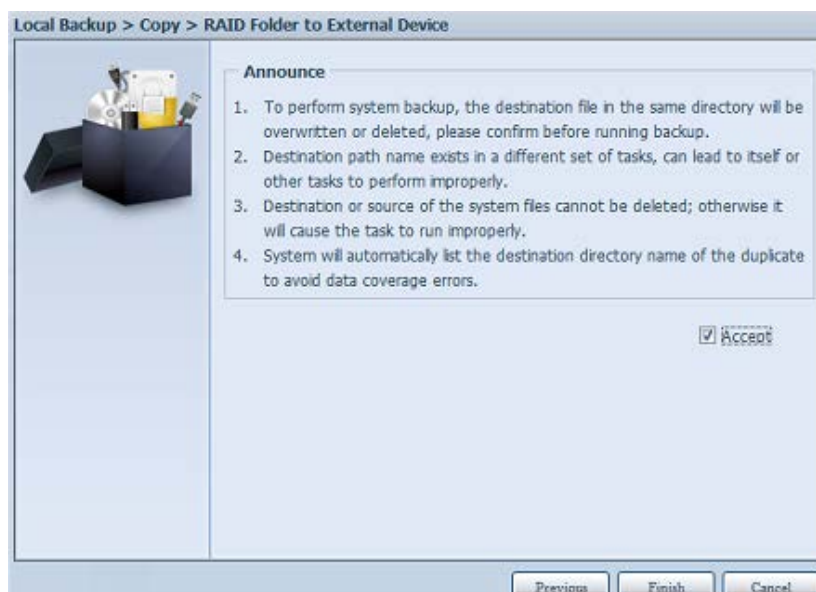 Local Backup > Copy > RAID Folder to External Device
Announce
1. To perform system backup, the destination file in the same directory will be
overwritten or deleted, please confirm before running backup.
2. Destination path name exists in a different set of tasks, can lead to itself or
other tasks to perform improperly.
3. Destination or source of the system files cannot be deleted; otherwise it
will cause the task to run improperly.
4. System will automatically list the destination directory name of the duplicate
to avoid data coverage errors.
Accept
Previous Finish Cancel